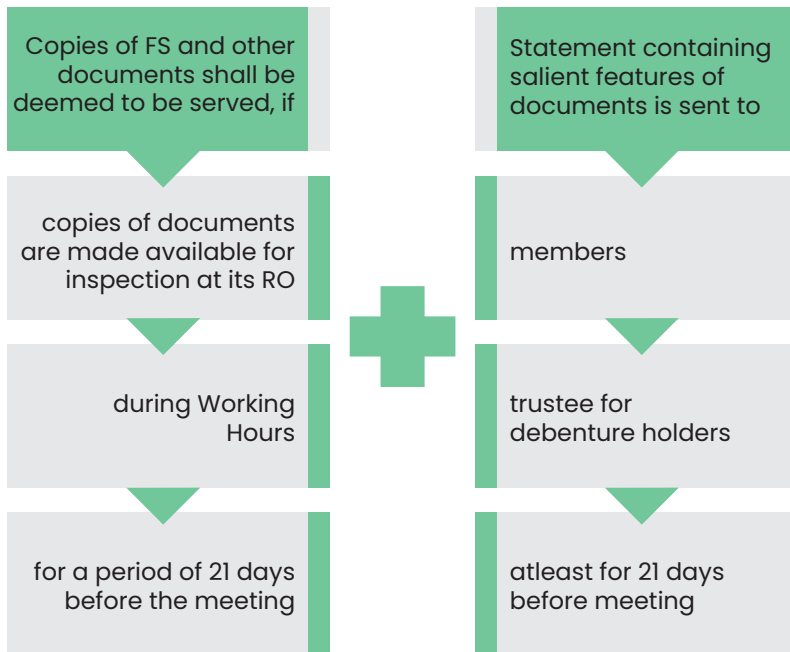 Copies of FS and other
documents shall be
deemed to be served, if
copies of documents
are made available for
inspection at its RO
during Working
Hours
for a period of 21 days
before the meeting
Statement containing
salient features of
documents is sent to
members
trustee for
debenture holders
atleast for 21 days
before meeting